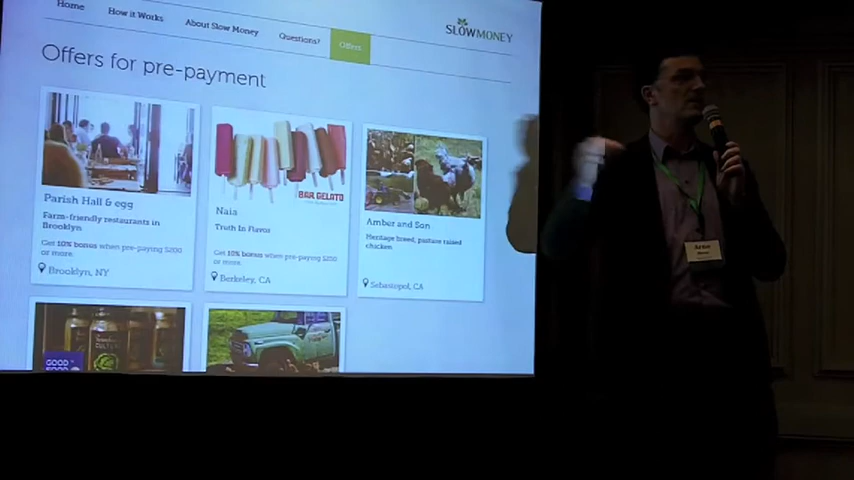 Home
How it Works
About Slow Money
Questions?
Offers
SLOWMONEY
Offers for pre-payment
Parish Hall & egg
Farm-friendly restaurants in
Brooklyn
Get 10% bonus when pre-paying $200
or more.
Brooklyn, NY
BAR GELATO
Naia
Truth In Flavor
Get 10% bonus when pre-paying $200
or more.
Berkeley, CA
Amber and Son
Heritage breed, pasture raised
chicken.
Sebastopol, CA
GOOD
FOOD